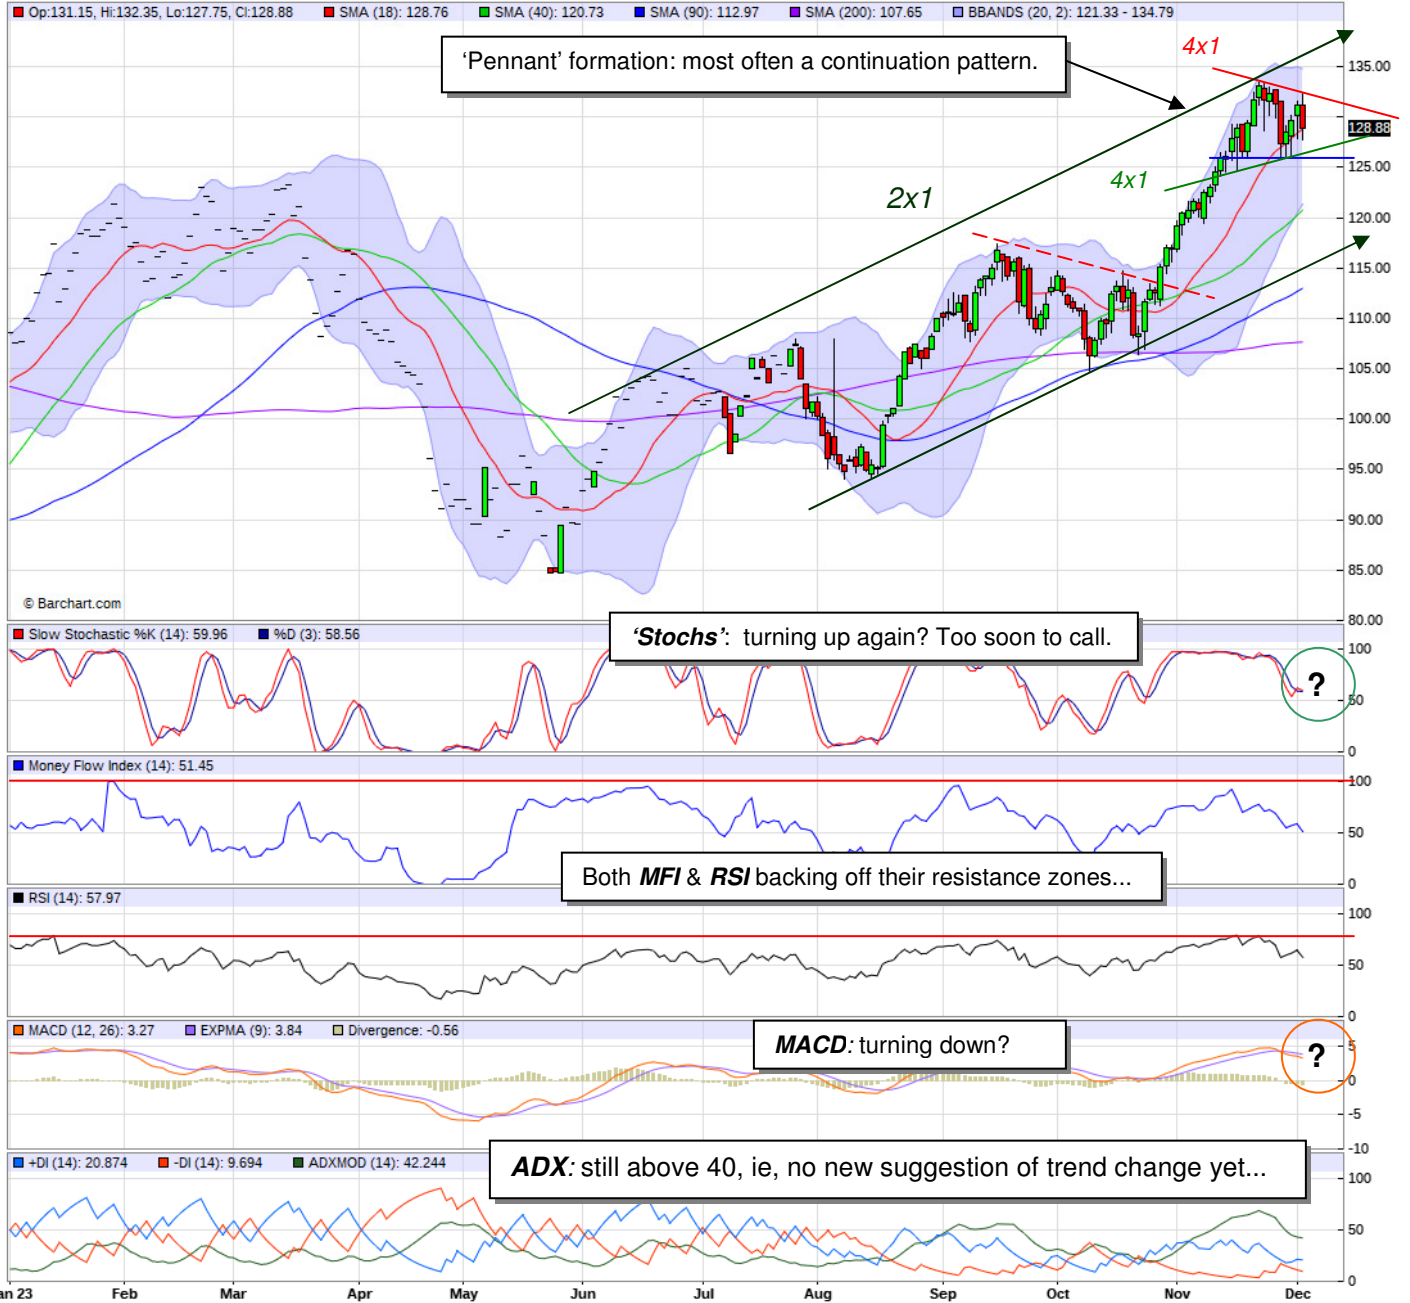 Op:131.15, Hi:132.35, Lo:127.75, Cl:128.88 SMA (18): 128.76 SMA (40): 120.73 SMA (90): 112.97 SMA (200): 107.65 BBANDS (20, 2): 121.33 - 134.79
‘Pennant’ formation: most often a continuation pattern.
4x1
135.00
128.88
125.00
4x1
2x1
120.00
115.00
110.00
105.00
100.00
95.00
90.00
85.00
© Barchart.com
80.00
Slow Stochastic %K (14): 59.96 %D (3): 58.56
‘Stochs’: turning up again? Too soon to call.
100
?
50
0
Money Flow Index (14): 51.45
100
50
Both MFI & RSI backing off their resistance zones...
0
RSI (14): 57.97
100
50
0
MACD (12, 26): 3.27 EXPMA (9): 3.84 Divergence: -0.56
MACD: turning down?
5
?
0
-5
-10
+DI (14): 20.874 -DI (14): 9.694 ADXMOD (14): 42.244
ADX: still above 40, ie, no new suggestion of trend change yet...
100
50
0
an 23 Feb Mar Apr May Jun Jul Aug Sep Oct Nov Dec